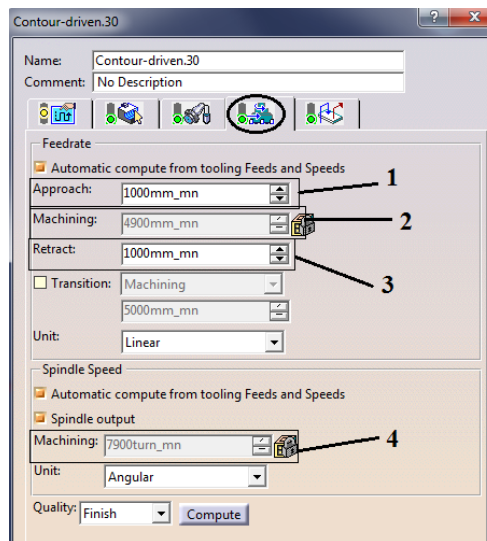 Contour-driven.30
Name: Contour-driven.30
Comment: No Description
Feedrate
Automatic compute from tooling Feeds and Speeds
Approach: 1000mm_mn 1
Machining: 4900mm_mn 2
Retract: 1000mm_mn 3
Transition: Machining
5000mm_mn
Unit: Linear
Spindle Speed
Automatic compute from tooling Feeds and Speeds
Spindle output
Machining: 7900turn_mn 4
Unit: Angular
Quality: Finish Compute